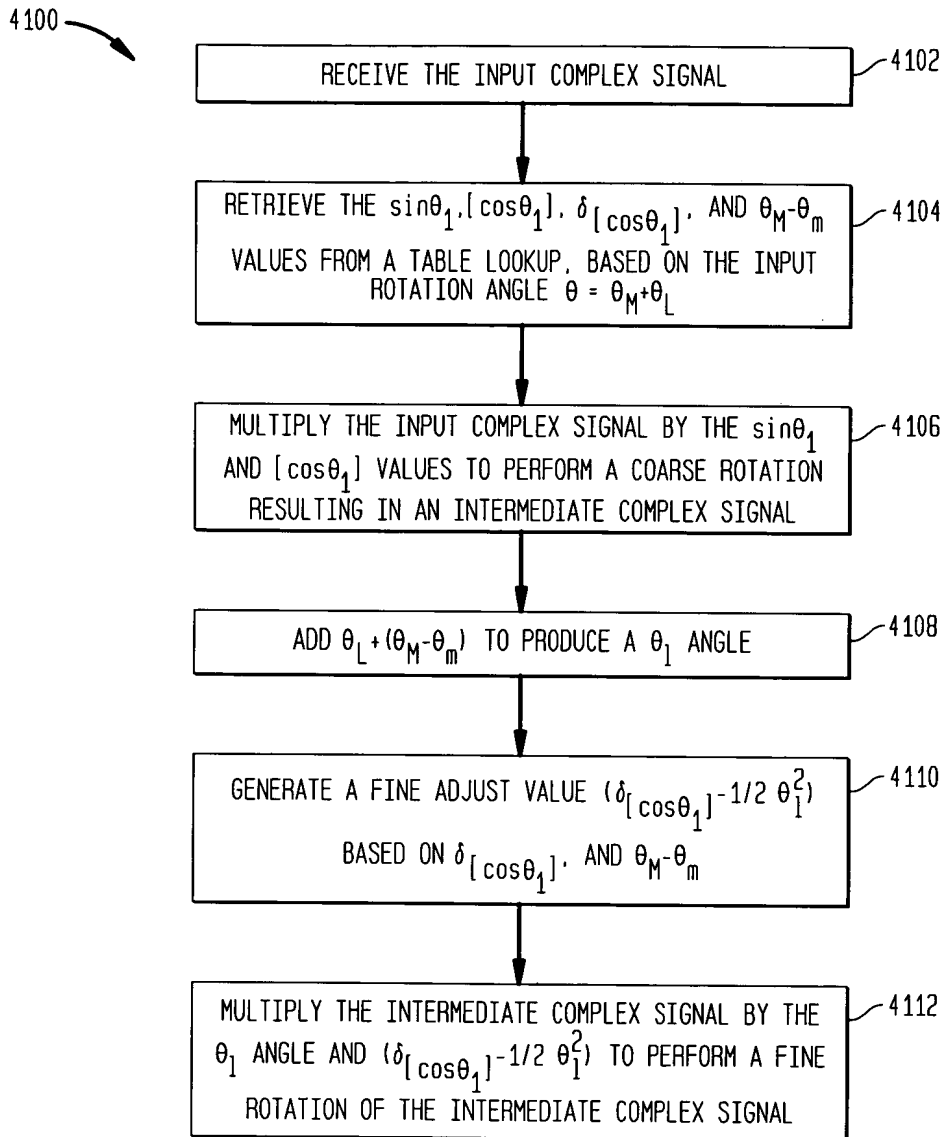 4100
RECEIVE THE INPUT COMPLEX SIGNAL
4102
RETRIEVE THE sinθ₁,[cosθ₁], δ[cosθ₁], AND θM-θm
VALUES FROM A TABLE LOOKUP, BASED ON THE INPUT
ROTATION ANGLE θ = θM+θL
4104
MULTIPLY THE INPUT COMPLEX SIGNAL BY THE sinθ₁
AND [cosθ₁] VALUES TO PERFORM A COARSE ROTATION
RESULTING IN AN INTERMEDIATE COMPLEX SIGNAL
4106
ADD θL+(θM-θm) TO PRODUCE A θl ANGLE
4108
GENERATE A FINE ADJUST VALUE (δ[cosθ₁]-1/2 θl²)
BASED ON δ[cosθ₁], AND θM-θm
4110
MULTIPLY THE INTERMEDIATE COMPLEX SIGNAL BY THE
θl ANGLE AND (δ[cosθ₁]-1/2 θl²) TO PERFORM A FINE
ROTATION OF THE INTERMEDIATE COMPLEX SIGNAL
4112